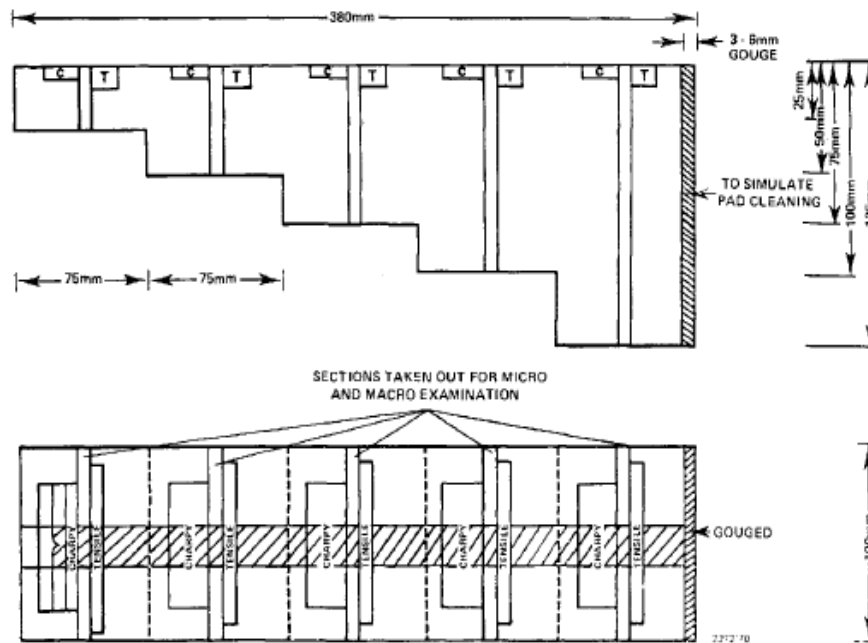 380mm
3 - 6mm
GOUGE
C T C T C T C T C T
25mm
50mm
75mm
100mm
TO SIMULATE
PAD CLEANING
75mm 75mm
SECTIONS TAKEN OUT FOR MICRO
AND MACRO EXAMINATION
CHARPY TENSILE CHARPY TENSILE CHARPY TENSILE CHARPY TENSILE CHARPY TENSILE
GOUGED